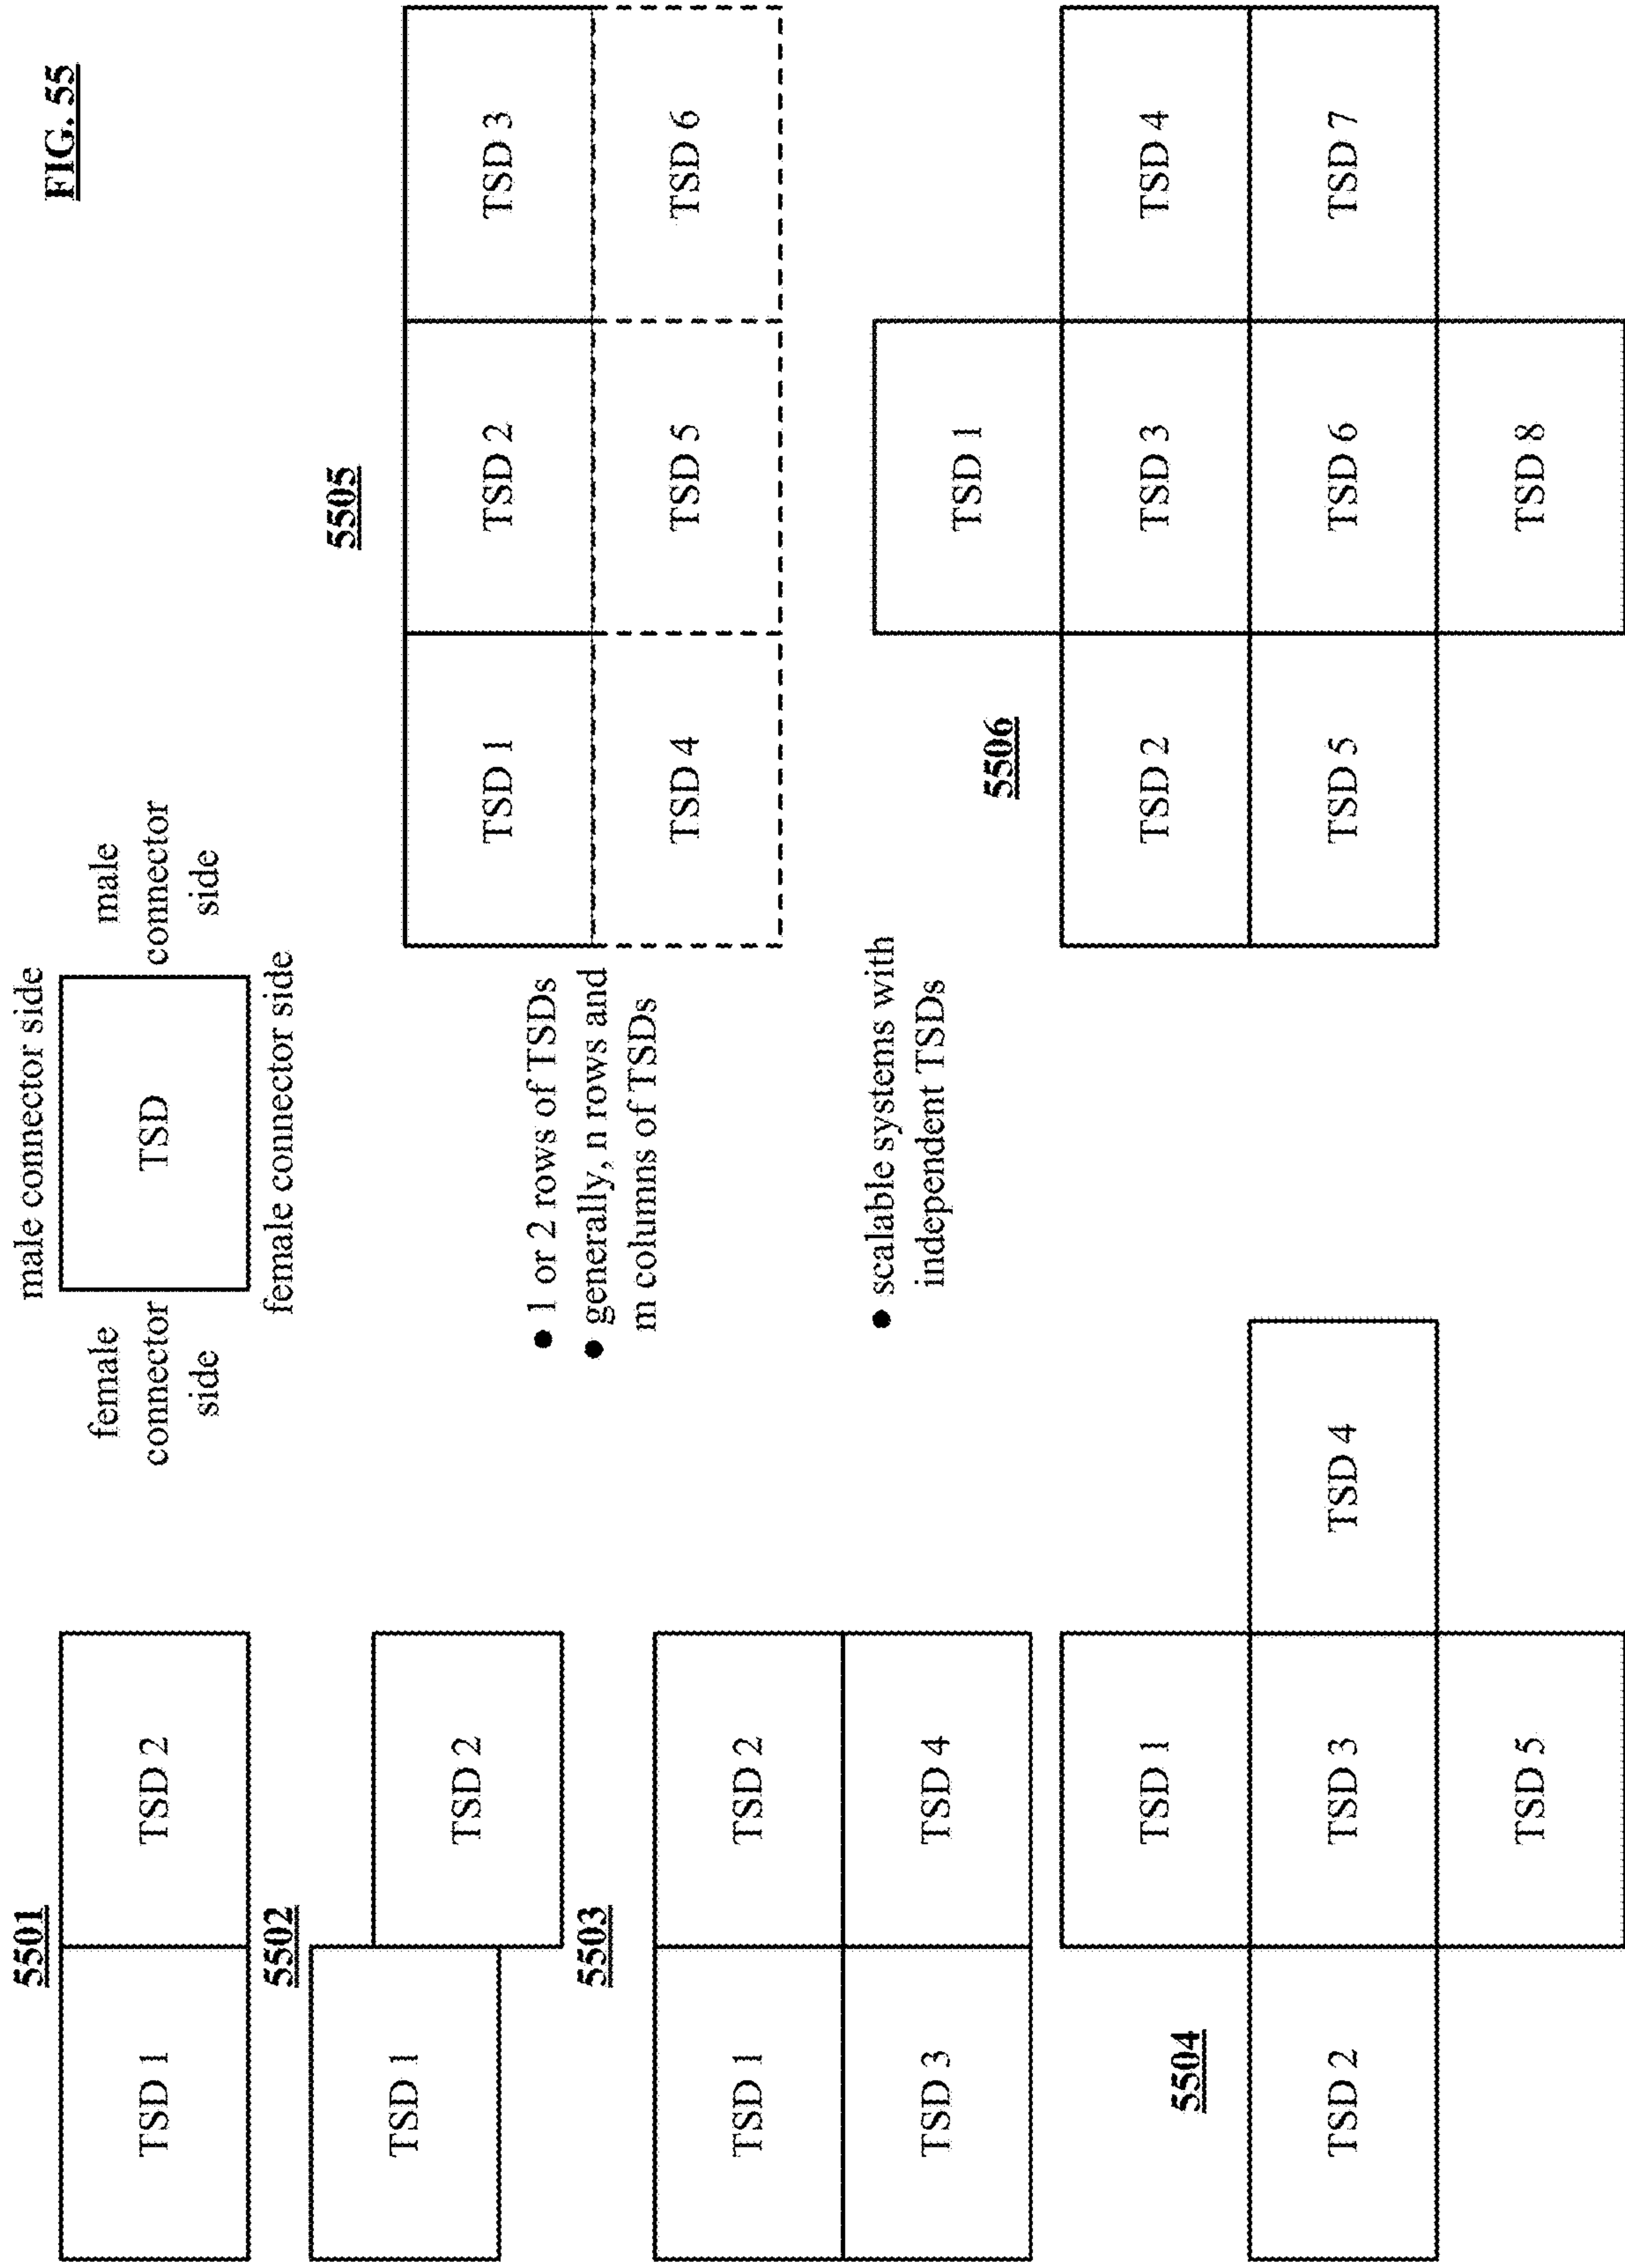 FIG. 55
5501
TSD 1 TSD 2
5502
TSD 1
TSD 2
5503
TSD 1 TSD 2
TSD 3 TSD 4
5504
TSD 1
TSD 2 TSD 3 TSD 4
TSD 5
male connector side
female
connector
side
TSD
male
connector
side
female connector side
• 1 or 2 rows of TSDs
• generally, n rows and
m columns of TSDs
• scalable systems with
independent TSDs
5505
TSD 1 TSD 2 TSD 3
TSD 4 TSD 5 TSD 6
5506
TSD 1
TSD 2 TSD 3 TSD 4
TSD 5 TSD 6 TSD 7
TSD 8